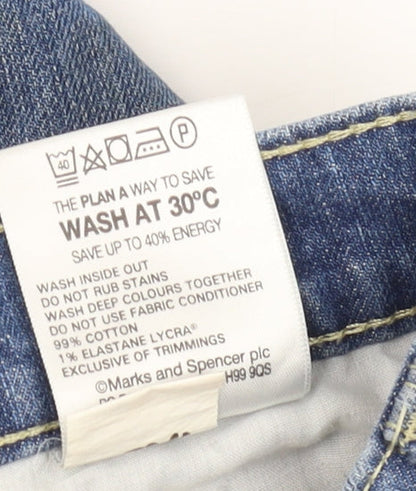 40 P
THE PLAN A WAY TO SAVE
WASH AT 30°C
SAVE UP TO 40% ENERGY
WASH INSIDE OUT
DO NOT RUB STAINS
WASH DEEP COLOURS TOGETHER
DO NOT USE FABRIC CONDITIONER
99% COTTON
1% ELASTANE LYCRA®
EXCLUSIVE OF TRIMMINGS
©Marks and Spencer plc
H99 9QS